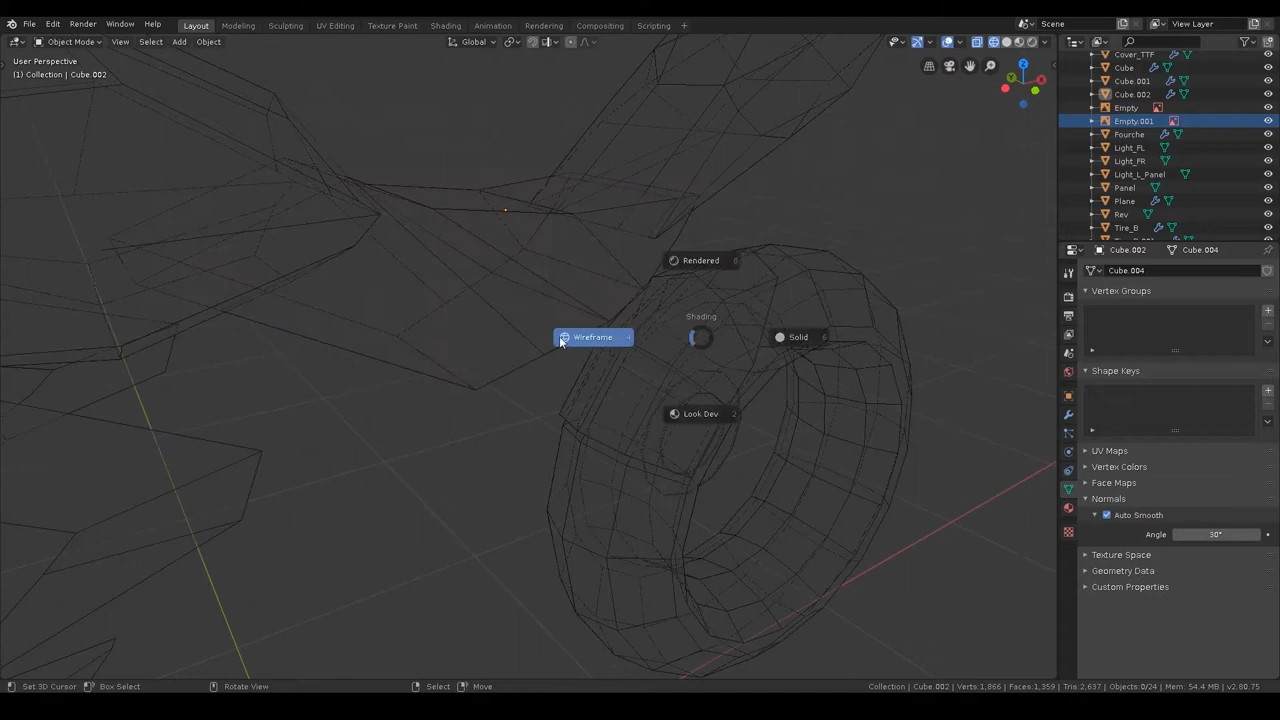 File Edit Render Window Help Layout Modeling Sculpting UV Editing Texture Paint Shading Animation Rendering Compositing Scripting + Scene View Layer
Object Mode View Select Add Object Global
User Perspective
(1) Collection | Cube.002
Z
Y
X
Cover_TTF
Cube
Cube.001
Cube.002
Empty
Empty.001
Fourche
Light_FL
Light_FR
Light_L_Panel
Panel
Plane
Rev
Tire_B
Cube.002 Cube.004
Cube.004
Vertex Groups
Shape Keys
UV Maps
Vertex Colors
Face Maps
Normals
Auto Smooth
Angle 30°
Texture Space
Geometry Data
Custom Properties
Rendered 8
Shading
Wireframe 4
Solid 6
Look Dev 2
Set 3D Cursor Box Select Rotate View Select Move Collection | Cube.002 | Verts:1,866 | Faces:1,359 | Tris:2,637 | Objects:0/24 | Mem: 54.4 MB | v2.80.75